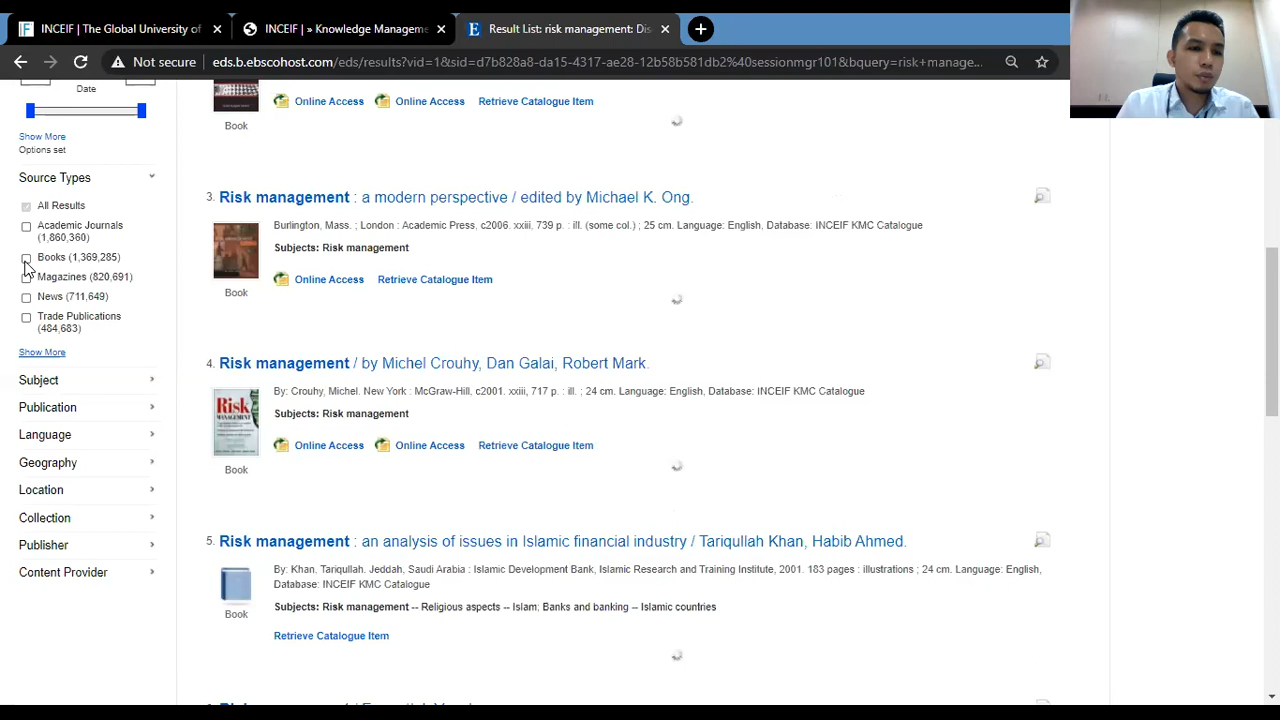 INCEIF | The Global University of
INCEIF | » Knowledge Managem
Result List: risk management: Dis
Not secure
eds.b.ebscohost.com/eds/results?vid=1&sid=d7b828a8-da15-4317-ae28-12b58b581db2%40sessionmgr101&bquery=risk+manage...
Date
Show More
Options set
Source Types
All Results
Academic Journals
(1,860,360)
Books (1,369,285)
Magazines (820,691)
News (711,649)
Trade Publications
(484,683)
Show More
Subject
Publication
Language
Geography
Location
Collection
Publisher
Content Provider
Online Access Online Access Retrieve Catalogue Item
Book
3. Risk management : a modern perspective / edited by Michael K. Ong.
Burlington, Mass. ; London : Academic Press, c2006. xxiii, 739 p. : ill. (some col.) ; 25 cm. Language: English, Database: INCEIF KMC Catalogue
Subjects: Risk management
Online Access Retrieve Catalogue Item
Book
4. Risk management / by Michel Crouhy, Dan Galai, Robert Mark.
By: Crouhy, Michel. New York : McGraw-Hill, c2001. xxiii, 717 p. : ill. ; 24 cm. Language: English, Database: INCEIF KMC Catalogue
Subjects: Risk management
Risk
MANAGEMENT
Online Access Online Access Retrieve Catalogue Item
Book
5. Risk management : an analysis of issues in Islamic financial industry / Tariqullah Khan, Habib Ahmed.
By: Khan, Tariqullah. Jeddah, Saudi Arabia : Islamic Development Bank, Islamic Research and Training Institute, 2001. 183 pages : illustrations ; 24 cm. Language: English,
Database: INCEIF KMC Catalogue
Subjects: Risk management -- Religious aspects -- Islam; Banks and banking -- Islamic countries
Book
Retrieve Catalogue Item